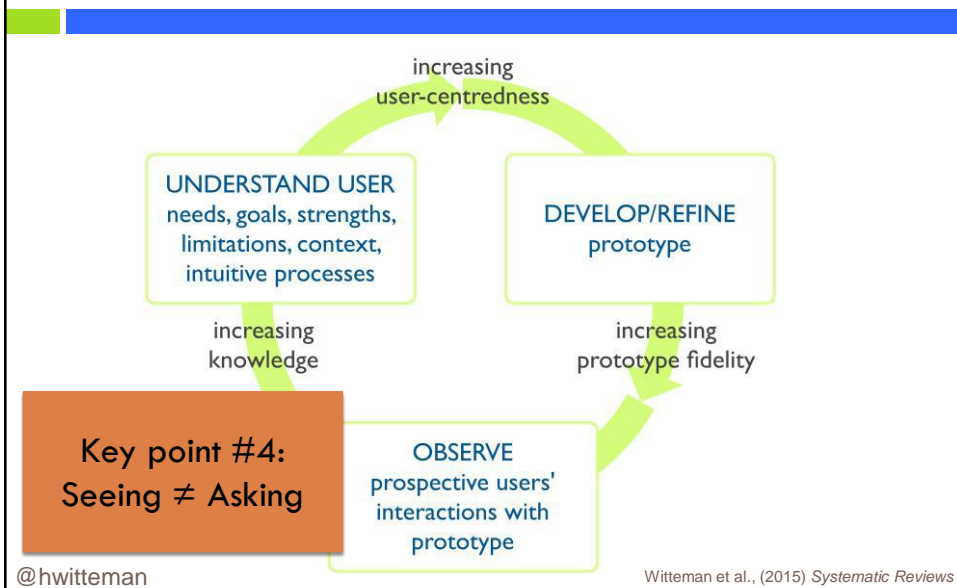 increasing
user-centredness
UNDERSTAND USER
needs, goals, strengths,
limitations, context,
intuitive processes
DEVELOP/REFINE
prototype
increasing
knowledge
increasing
prototype fidelity
Key point #4:
Seeing ≠ Asking
OBSERVE
prospective users'
interactions with
prototype
@hwitteman
Witteman et al., (2015) Systematic Reviews